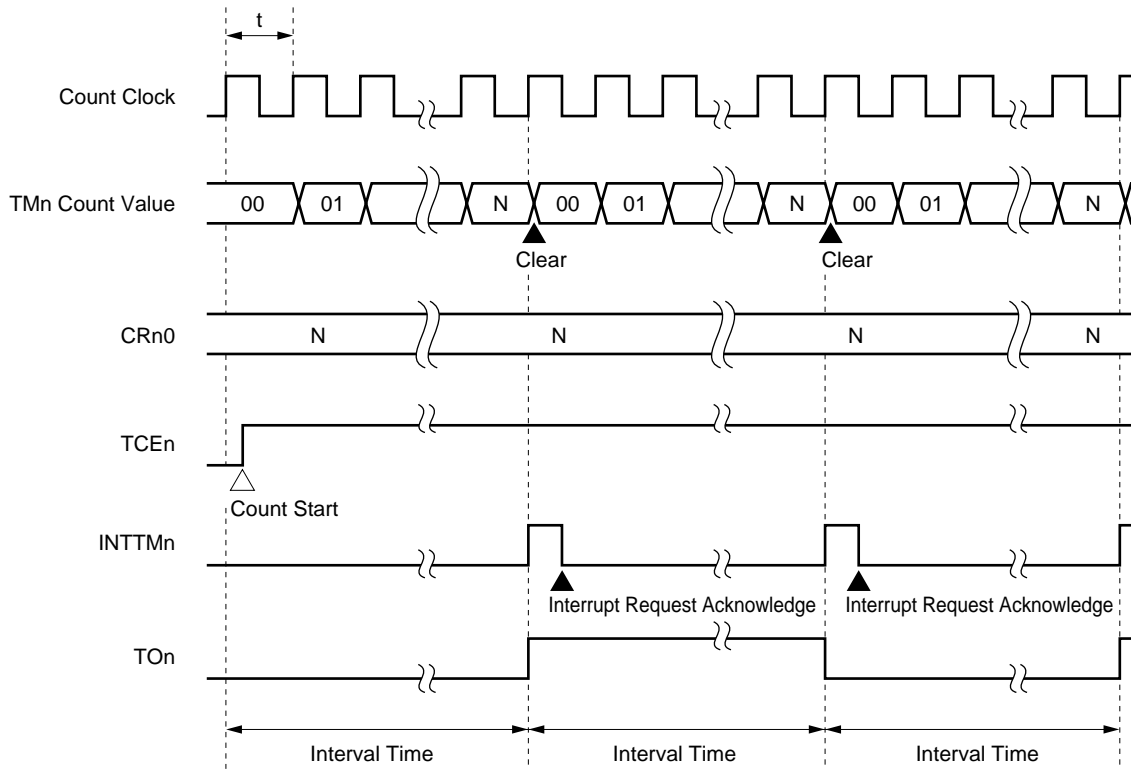 t
Count Clock
TMn Count Value
00 01 N 00 01 N 00 01 N
Clear Clear
CRn0
N N N N
TCEn
Count Start
INTTMn
Interrupt Request Acknowledge Interrupt Request Acknowledge
TOn
Interval Time Interval Time Interval Time